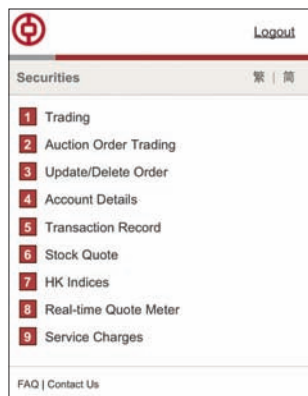 Logout
Securities 繁 | 简
1 Trading
2 Auction Order Trading
3 Update/Delete Order
4 Account Details
5 Transaction Record
6 Stock Quote
7 HK Indices
8 Real-time Quote Meter
9 Service Charges
FAQ | Contact Us